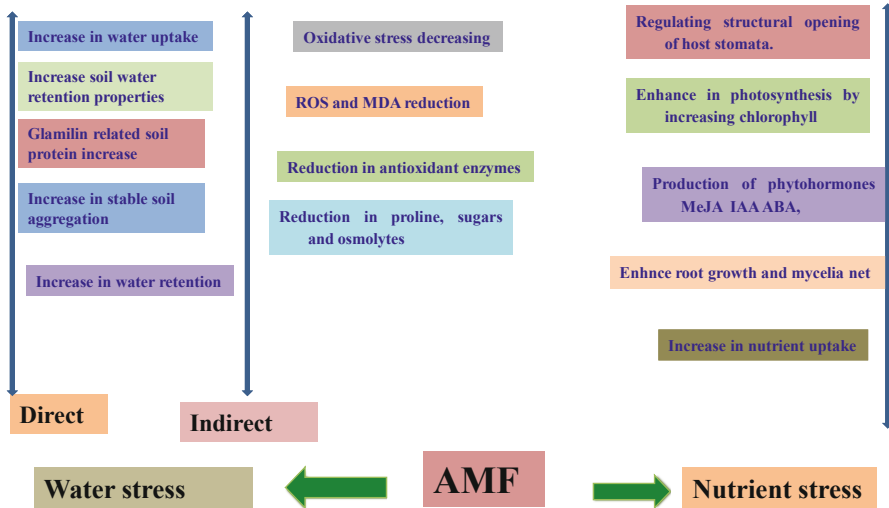 Increase in water uptake
Increase soil water
retention properties
Glamilin related soil
protein increase
Increase in stable soil
aggregation
Increase in water retention
Oxidative stress decreasing
ROS and MDA reduction
Reduction in antioxidant enzymes
Reduction in proline, sugars
and osmolytes
Regulating structural opening
of host stomata.
Enhance in photosynthesis by
increasing chlorophyll
Production of phytohormones
MeJA IAA ABA,
Enhnce root growth and mycelia net
Increase in nutrient uptake
Direct
Indirect
Water stress
AMF
Nutrient stress